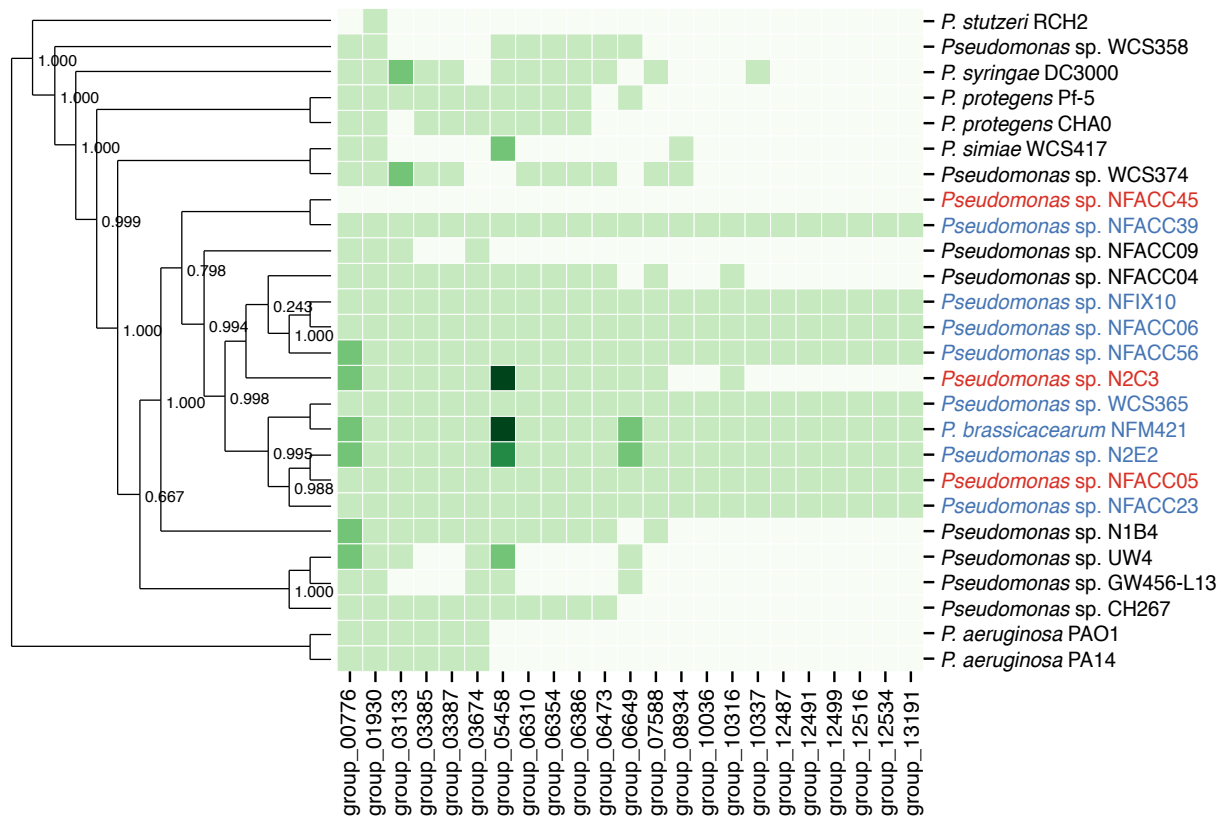 P. stutzeri RCH2
Pseudomonas sp. WCS358
P. syringae DC3000
P. protegens Pf-5
P. protegens CHA0
P. simiae WCS417
Pseudomonas sp. WCS374
Pseudomonas sp. NFACC45
Pseudomonas sp. NFACC39
Pseudomonas sp. NFACC09
Pseudomonas sp. NFACC04
Pseudomonas sp. NFIX10
Pseudomonas sp. NFACC06
Pseudomonas sp. NFACC56
Pseudomonas sp. N2C3
Pseudomonas sp. WCS365
P. brassicacearum NFM421
Pseudomonas sp. N2E2
Pseudomonas sp. NFACC05
Pseudomonas sp. NFACC23
Pseudomonas sp. N1B4
Pseudomonas sp. UW4
Pseudomonas sp. GW456-L13
Pseudomonas sp. CH267
P. aeruginosa PAO1
P. aeruginosa PA14
1.000
1.000
1.000
0.999
0.798
0.243
0.994
1.000
1.000
0.998
1.000
0.995
0.988
0.667
1.000
group_00776
group_01930
group_03133
group_03385
group_03387
group_03674
group_05458
group_06310
group_06354
group_06386
group_06473
group_06649
group_07588
group_08934
group_10036
group_10316
group_10337
group_12487
group_12491
group_12499
group_12516
group_12534
group_13191